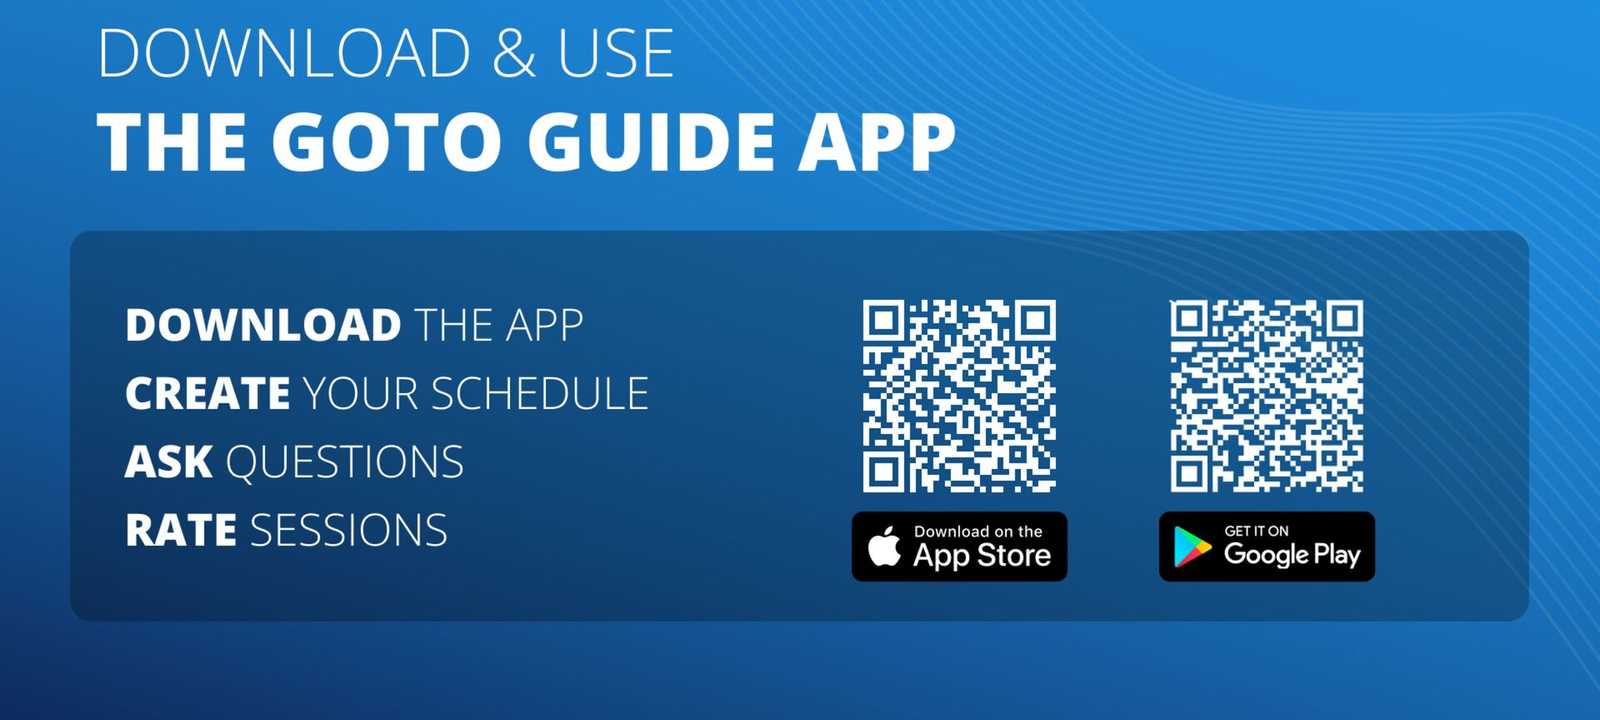 DOWNLOAD & USE
THE GOTO GUIDE APP
DOWNLOAD THE APP
CREATE YOUR SCHEDULE
ASK QUESTIONS
RATE SESSIONS
Download on the
App Store
GET IT ON
Google Play